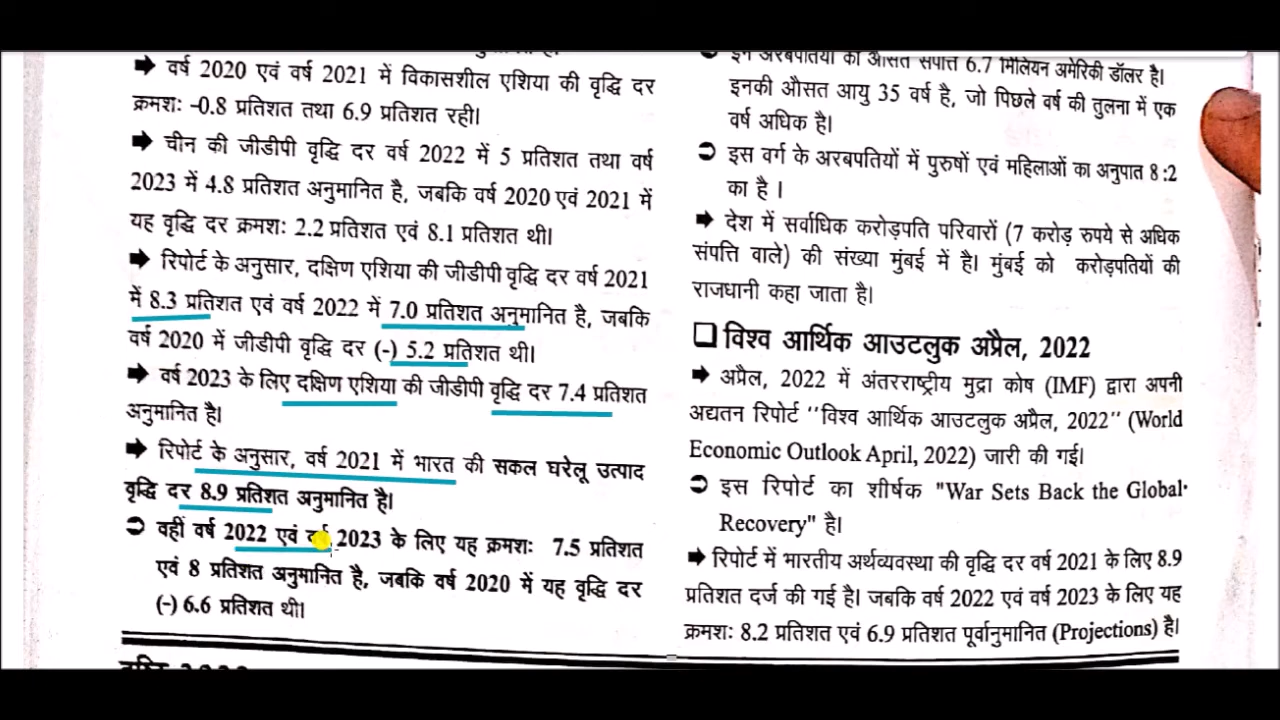 ➡ वर्ष 2020 एवं वर्ष 2021 में विकासशील एशिया की वृद्धि दर
क्रमशः -0.8 प्रतिशत तथा 6.9 प्रतिशत रही।
➡ चीन की जीडीपी वृद्धि दर वर्ष 2022 में 5 प्रतिशत तथा वर्ष
2023 में 4.8 प्रतिशत अनुमानित है, जबकि वर्ष 2020 एवं 2021 में
यह वृद्धि दर क्रमशः 2.2 प्रतिशत एवं 8.1 प्रतिशत थी।
➡ रिपोर्ट के अनुसार, दक्षिण एशिया की जीडीपी वृद्धि दर वर्ष 2021
में 8.3 प्रतिशत एवं वर्ष 2022 में 7.0 प्रतिशत अनुमानित है, जबकि
वर्ष 2020 में जीडीपी वृद्धि दर (-) 5.2 प्रतिशत थी।
➡ वर्ष 2023 के लिए दक्षिण एशिया की जीडीपी वृद्धि दर 7.4 प्रतिशत
अनुमानित है।
➡ रिपोर्ट के अनुसार, वर्ष 2021 में भारत की सकल घरेलू उत्पाद
वृद्धि दर 8.9 प्रतिशत अनुमानित है।
➲ वहीं वर्ष 2022 एवं 2023 के लिए यह क्रमशः 7.5 प्रतिशत
एवं 8 प्रतिशत अनुमानित है, जबकि वर्ष 2020 में यह वृद्धि दर
(-) 6.6 प्रतिशत थी।
➲ इन अरबपतियों की औसत संपत्ति 6.7 मिलियन अमेरिकी डॉलर है।
इनकी औसत आयु 35 वर्ष है, जो पिछले वर्ष की तुलना में एक
वर्ष अधिक है।
➲ इस वर्ग के अरबपतियों में पुरुषों एवं महिलाओं का अनुपात 8 :2
का है ।
➡ देश में सर्वाधिक करोड़पति परिवारों (7 करोड़ रुपये से अधिक
संपत्ति वाले) की संख्या मुंबई में है। मुंबई को करोड़पतियों की
राजधानी कहा जाता है।
❑ विश्व आर्थिक आउटलुक अप्रैल, 2022
➡ अप्रैल, 2022 में अंतरराष्ट्रीय मुद्रा कोष (IMF) द्वारा अपनी
अद्यतन रिपोर्ट ''विश्व आर्थिक आउटलुक अप्रैल, 2022'' (World
Economic Outlook April, 2022) जारी की गई।
➲ इस रिपोर्ट का शीर्षक "War Sets Back the Global
Recovery" है।
➡ रिपोर्ट में भारतीय अर्थव्यवस्था की वृद्धि दर वर्ष 2021 के लिए 8.9
प्रतिशत दर्ज की गई है। जबकि वर्ष 2022 एवं वर्ष 2023 के लिए यह
क्रमशः 8.2 प्रतिशत एवं 6.9 प्रतिशत पूर्वानुमानित (Projections) है।